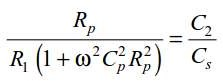 R_p / R_1 (1 + ω^2 C_p^2 R_p^2) = C_2 / C_s